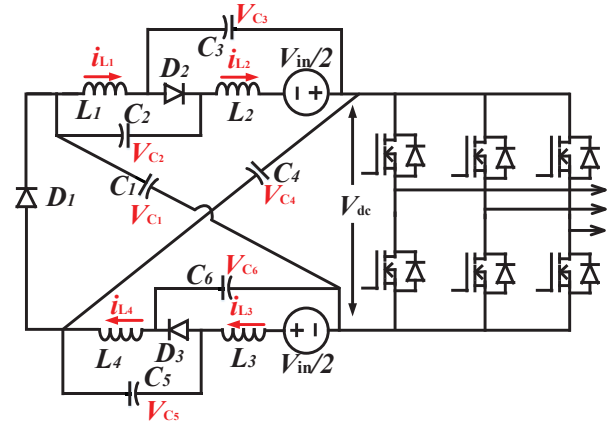 V_C3
C_3
i_L1
D_2
i_L2
V_in/2
L_1
L_2
− +
C_2
V_C2
C_1
V_C1
C_4
V_C4
D_1
V_dc
C_6
V_C6
i_L4
i_L3
+ −
L_4
D_3
L_3
V_in/2
C_5
V_C5